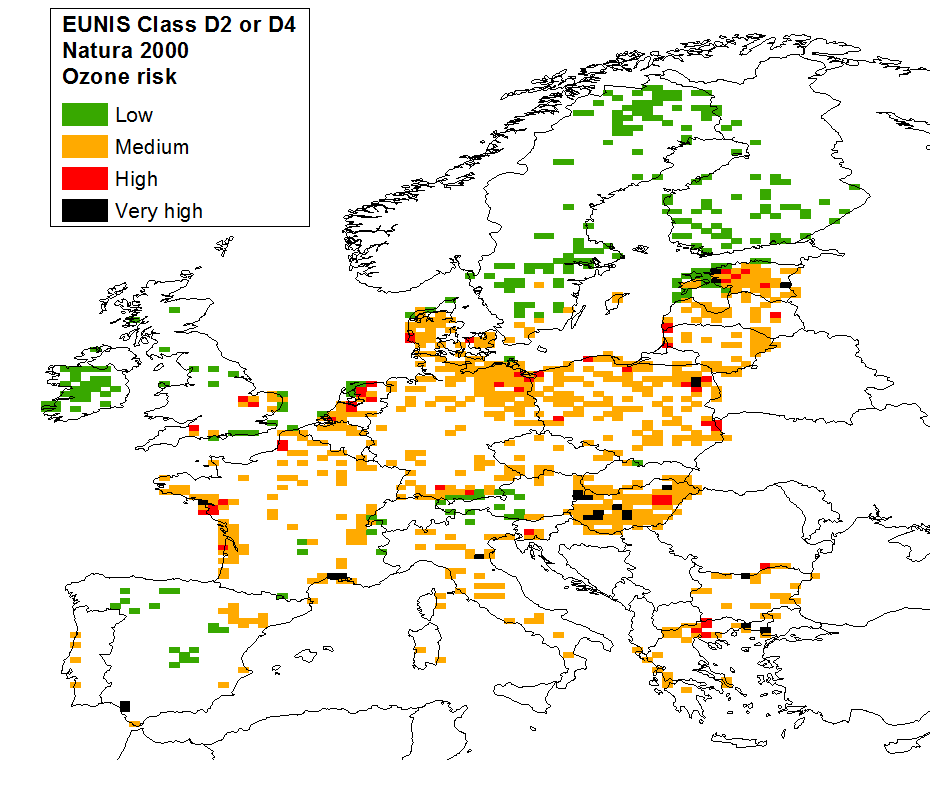 EUNIS Class D2 or D4
Natura 2000
Ozone risk
Low
Medium
High
Very high